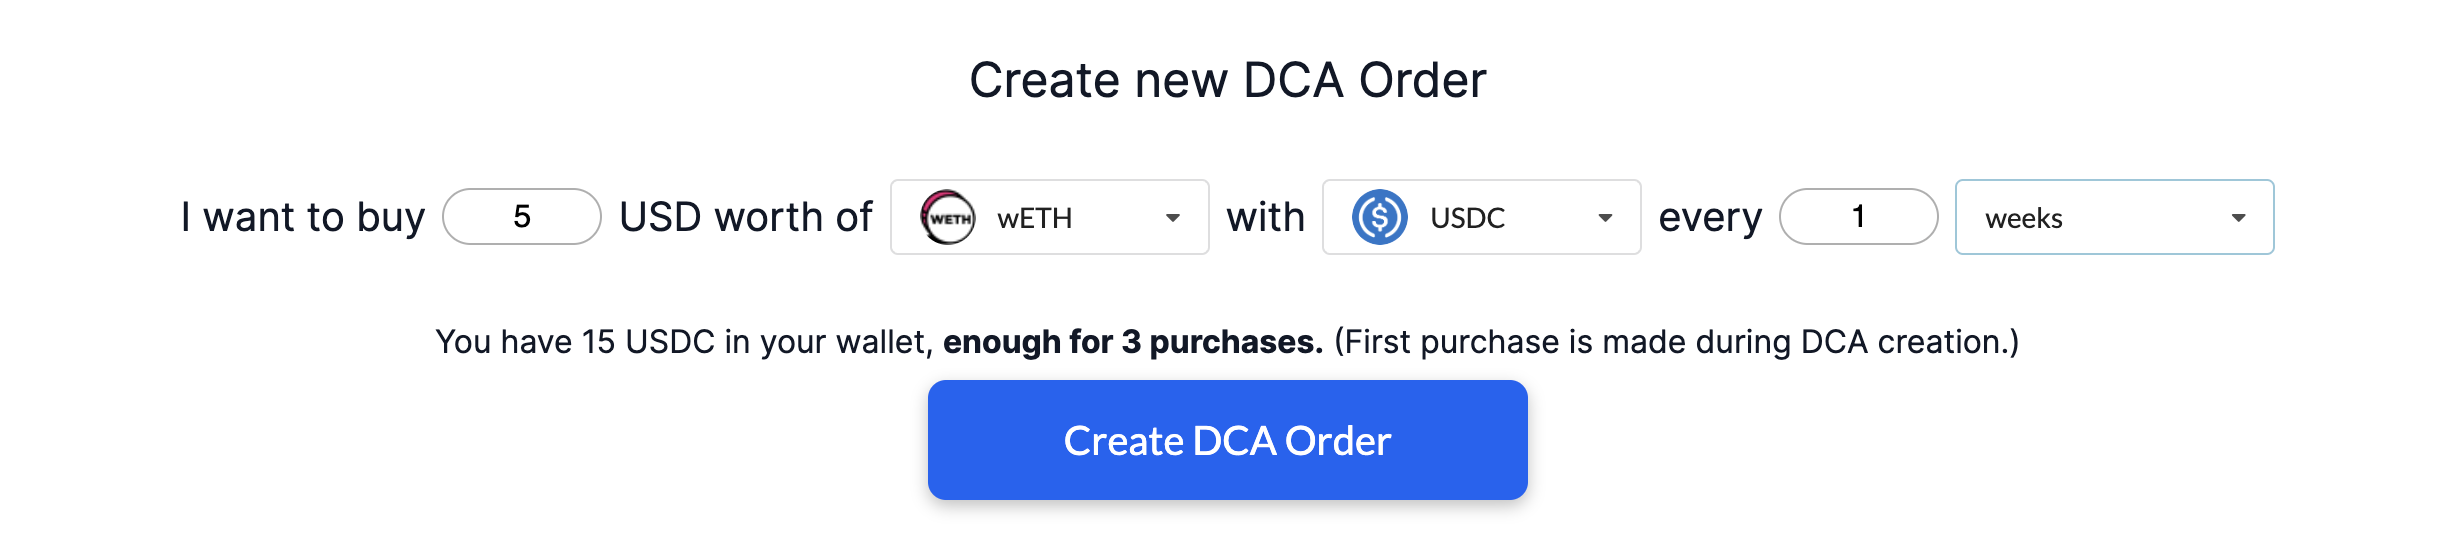 Create new DCA Order
I want to buy 5 USD worth of WETH wETH with USDC every 1 weeks
You have 15 USDC in your wallet, enough for 3 purchases. (First purchase is made during DCA creation.)
Create DCA Order